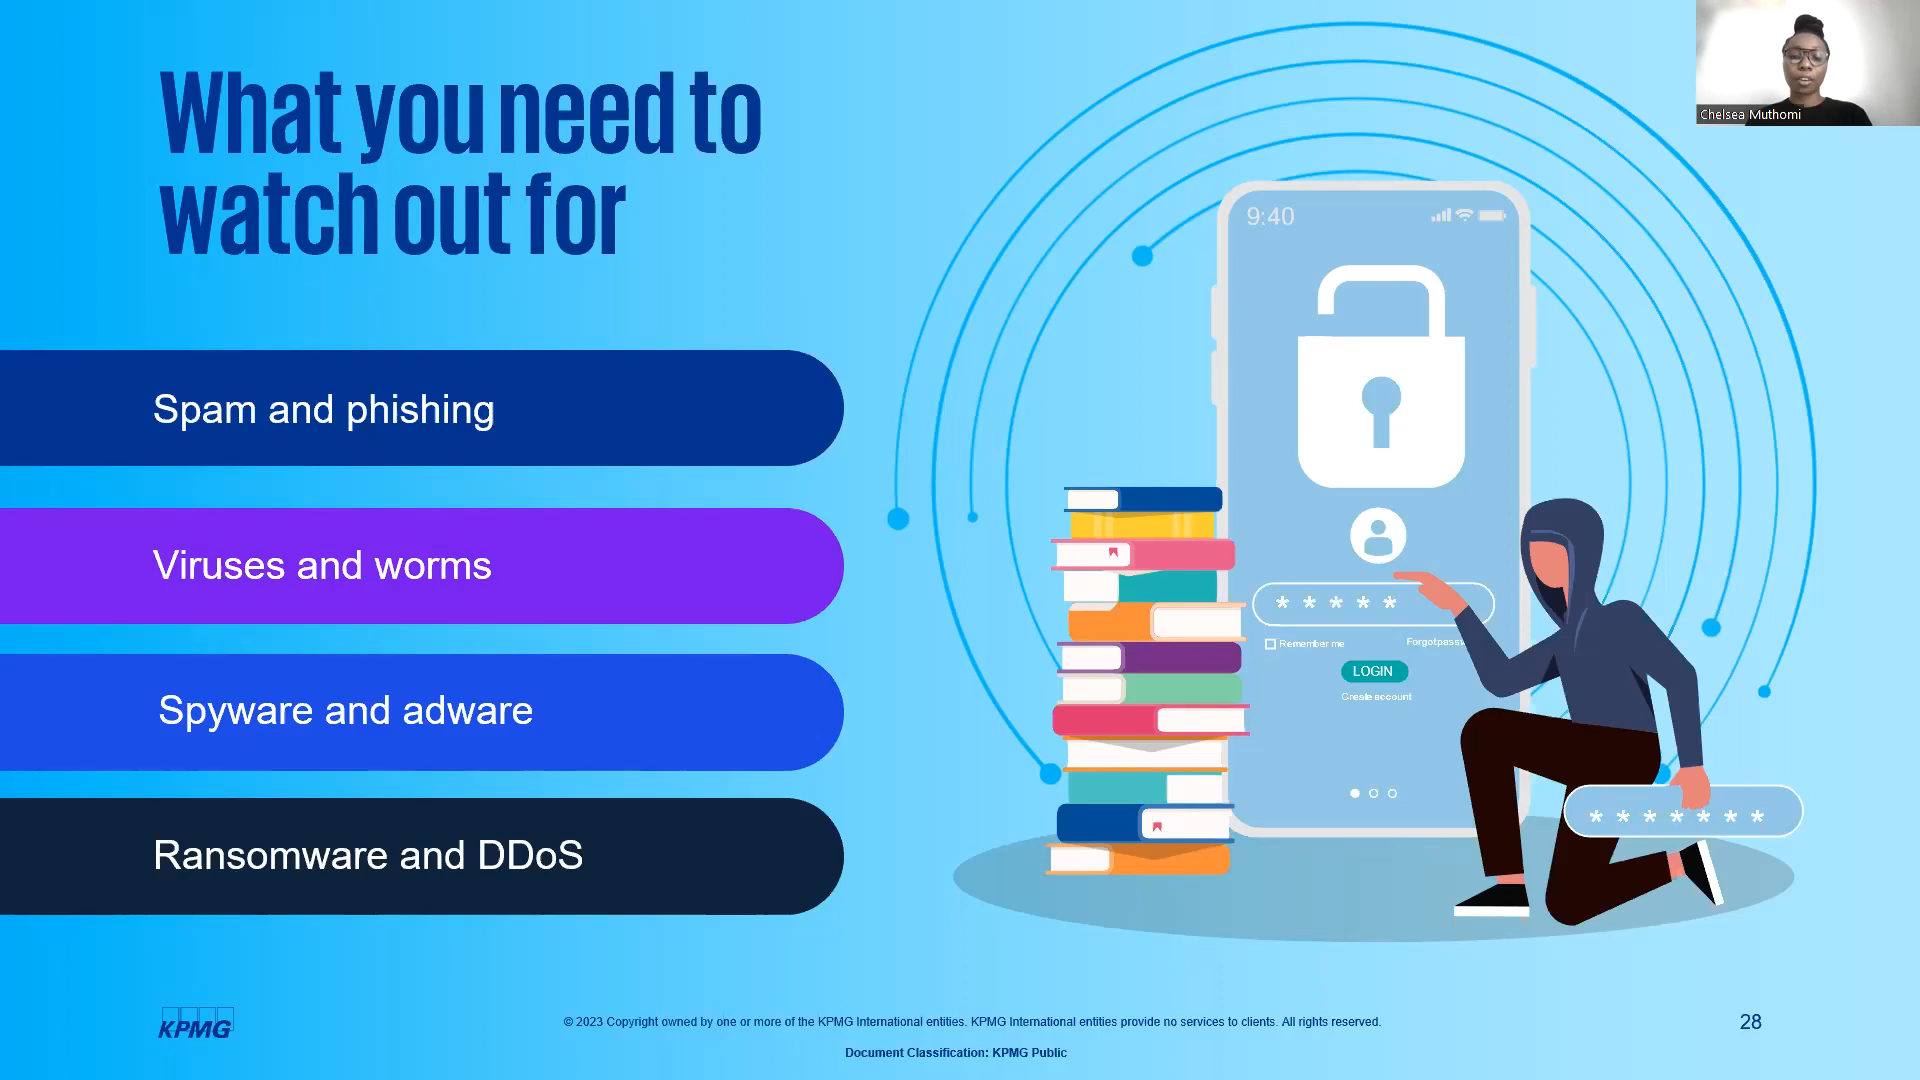 What you need to
watch out for
Chelsea Muthomi
9:40
Spam and phishing
Viruses and worms
Spyware and adware
Ransomware and DDoS
* * * * *
Remember me
LOGIN
Create account
* * * * * * *
KPMG
© 2023 Copyright owned by one or more of the KPMG International entities. KPMG International entities provide no services to clients. All rights reserved.
28
Document Classification: KPMG Public